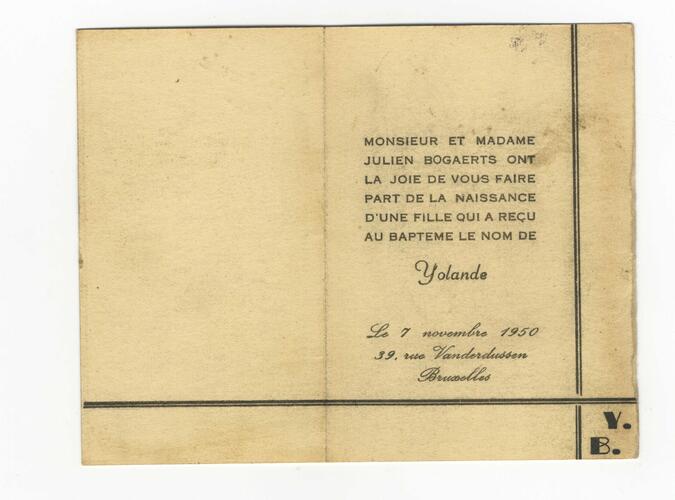 MONSIEUR ET MADAME
JULIEN BOGAERTS ONT
LA JOIE DE VOUS FAIRE
PART DE LA NAISSANCE
D'UNE FILLE QUI A REÇU
AU BAPTEME LE NOM DE
Yolande
Le 7 novembre 1950
39, rue Vanderdussen
Bruxelles
Y.
B.